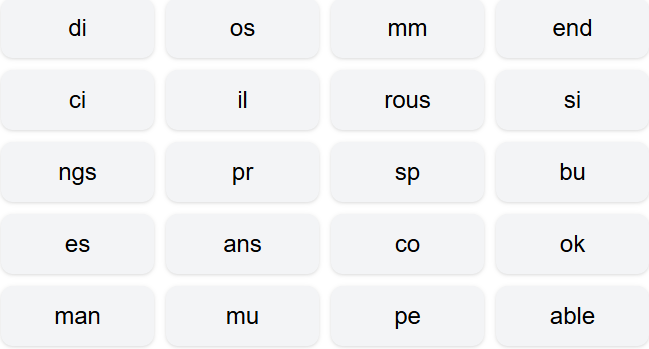 di os mm end
ci il rous si
ngs pr sp bu
es ans co ok
man mu pe able